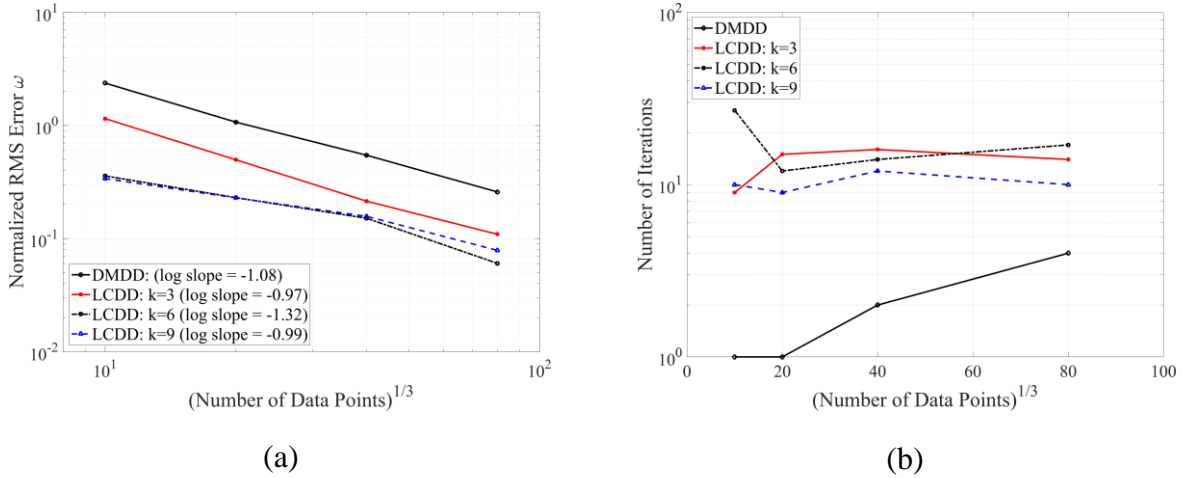 10^2
10^1
10^0
10^-1
10^-2
Normalized RMS Error ω
DMDD: (log slope = -1.08)
LCDD: k=3 (log slope = -0.97)
LCDD: k=6 (log slope = -1.32)
LCDD: k=9 (log slope = -0.99)
10^1 10^2
(Number of Data Points)^1/3
(a)
10^2
10^1
10^0
Number of Iterations
DMDD
LCDD: k=3
LCDD: k=6
LCDD: k=9
0 20 40 60 80 100
(Number of Data Points)^1/3
(b)